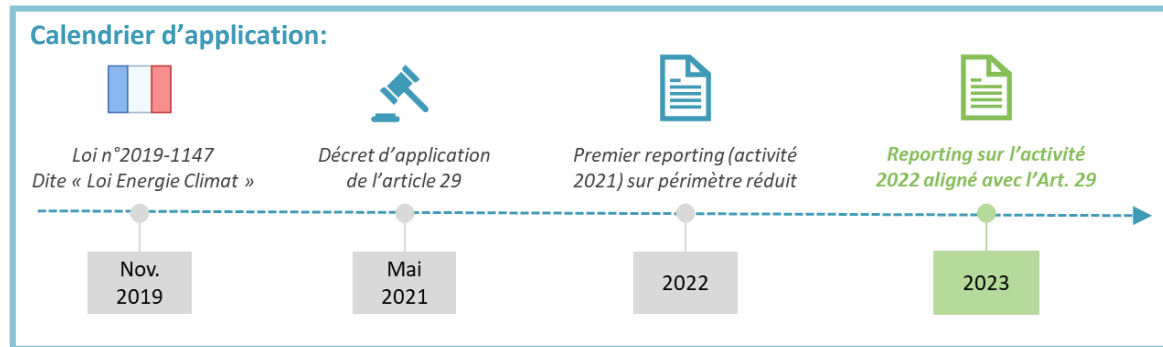 Calendrier d’application:
Loi n°2019-1147
Dite « Loi Energie Climat »
Décret d’application
de l’article 29
Premier reporting (activité
2021) sur périmètre réduit
Reporting sur l’activité
2022 aligné avec l’Art. 29
Nov.
2019
Mai
2021
2022
2023